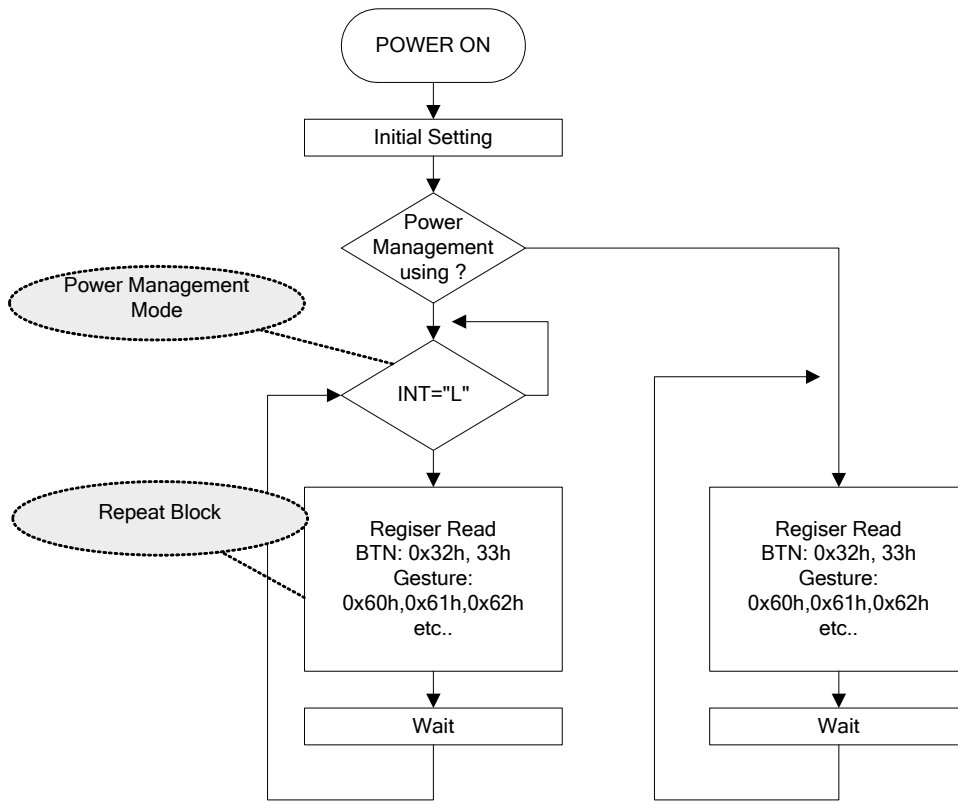 POWER ON
Initial Setting
Power
Management
using ?
Power Management
Mode
INT="L"
Repeat Block
Regiser Read
BTN: 0x32h, 33h
Gesture:
0x60h,0x61h,0x62h
etc..
Wait
Regiser Read
BTN: 0x32h, 33h
Gesture:
0x60h,0x61h,0x62h
etc..
Wait